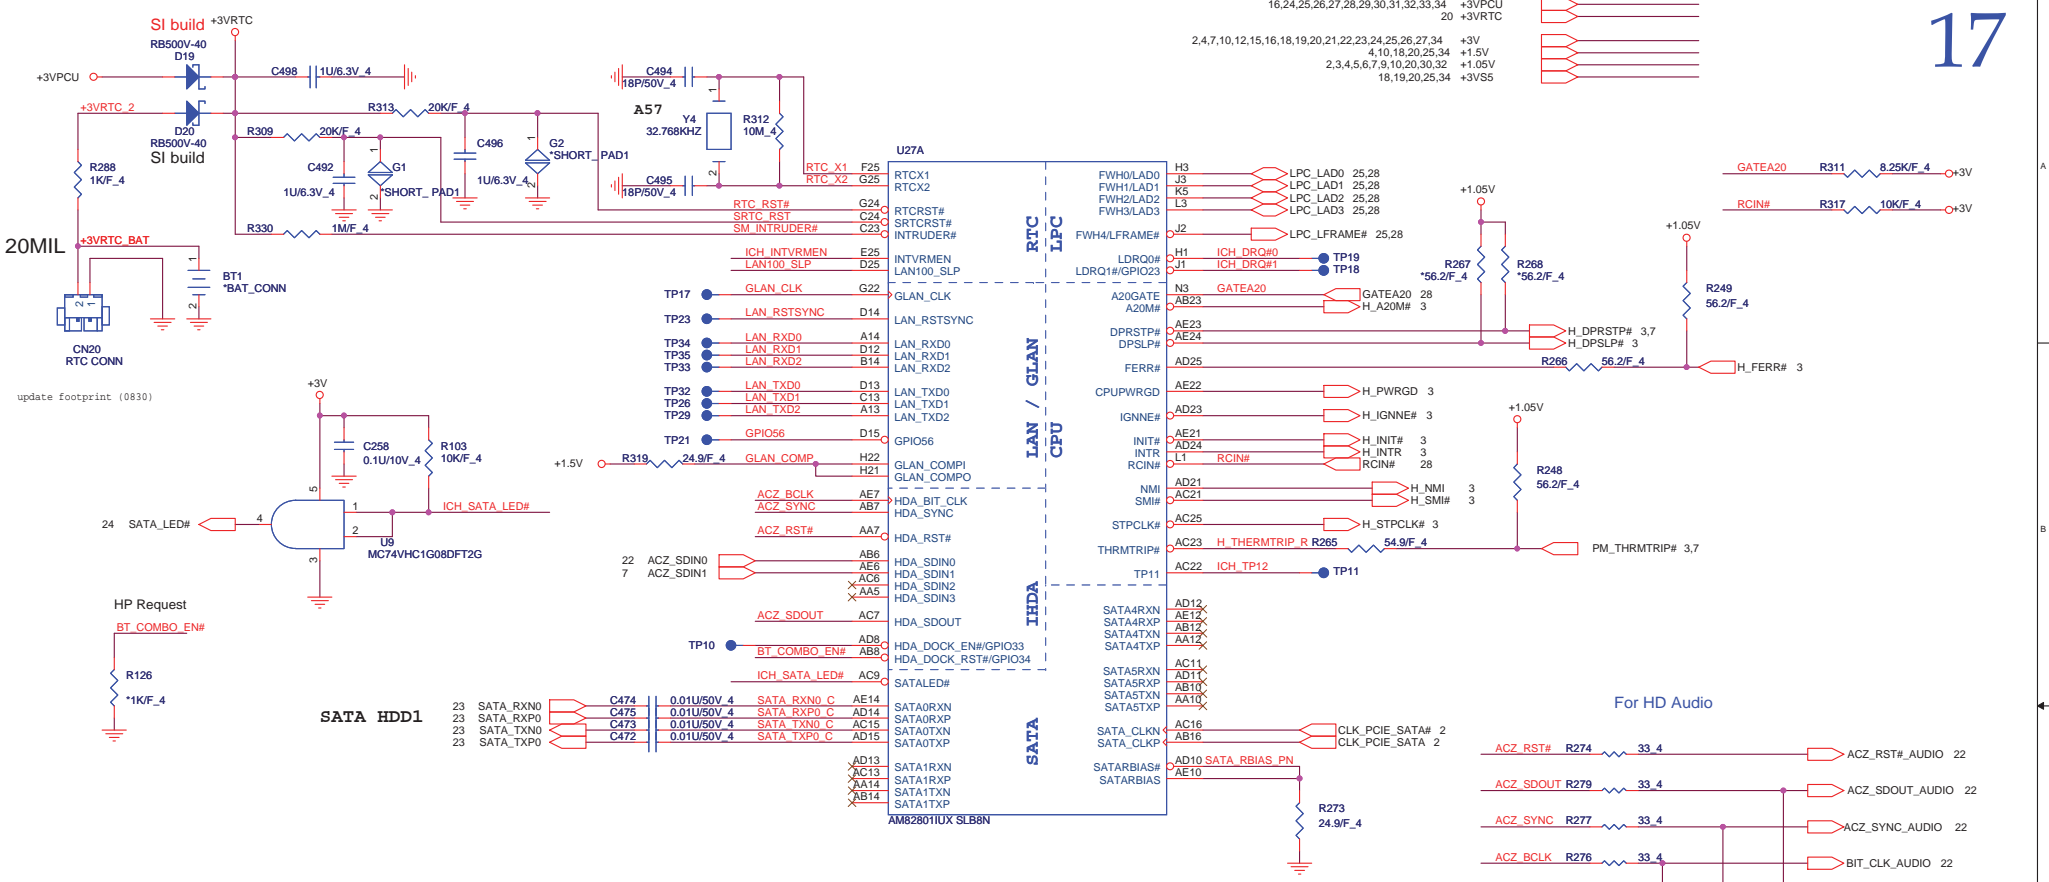 16,24,25,26,27,28,29,30,31,32,33,34 +3VPCU
20 +3VRTC
2,4,7,10,12,15,16,18,19,20,21,22,23,24,25,26,27,34 +3V
4,10,18,20,25,34 +1.5V
2,3,4,5,6,7,9,10,20,30,32 +1.05V
18,19,20,25,34 +3VS5
17
SI build
+3VRTC
RB500V-40
D19
+3VPCU
C498 1U/6.3V_4
+3VRTC_2
D20
RB500V-40
SI build
R313 20K/F_4
R309 20K/F_4
R288
1K/F_4
C492
1U/6.3V_4
1
G1
*SHORT_PAD1
2
C496
1U/6.3V_4
1
G2
*SHORT_PAD1
2
R330 1M/F_4
20MIL
+3VRTC_BAT
1
BT1
*BAT_CONN
2
2 1
CN20
RTC CONN
update footprint (0830)
C494
18P/50V_4
A57
1
Y4
32.768KHZ
2
R312
10M_4
C495
18P/50V_4
U27A
RTC_X1 F25 RTCX1
RTC_X2 G25 RTCX2
RTC_RST# G24 RTCRST#
SRTC_RST C24 SRTCRST#
SM_INTRUDER# C23 INTRUDER#
ICH_INTVRMEN E25 INTVRMEN
LAN100_SLP D25 LAN100_SLP
TP17 GLAN_CLK G22 GLAN_CLK
TP23 LAN_RSTSYNC D14 LAN_RSTSYNC
TP34 LAN_RXD0 A14 LAN_RXD0
TP35 LAN_RXD1 D12 LAN_RXD1
TP33 LAN_RXD2 B14 LAN_RXD2
TP32 LAN_TXD0 D13 LAN_TXD0
TP26 LAN_TXD1 C13 LAN_TXD1
TP29 LAN_TXD2 A13 LAN_TXD2
TP21 GPIO56 D15 GPIO56
+1.5V R319 24.9/F_4 GLAN_COMP H22 GLAN_COMPI
H21 GLAN_COMPO
ACZ_BCLK AE7 HDA_BIT_CLK
ACZ_SYNC AB7 HDA_SYNC
ACZ_RST# AA7 HDA_RST#
22 ACZ_SDIN0 AB6 HDA_SDIN0
7 ACZ_SDIN1 AE6 HDA_SDIN1
AC6 HDA_SDIN2
AA5 HDA_SDIN3
ACZ_SDOUT AC7 HDA_SDOUT
TP10 AD8 HDA_DOCK_EN#/GPIO33
BT_COMBO_EN# AB8 HDA_DOCK_RST#/GPIO34
ICH_SATA_LED# AC9 SATALED#
SATA HDD1
23 SATA_RXN0 C474 0.01U/50V_4 SATA_RXN0_C AE14 SATA0RXN
23 SATA_RXP0 C475 0.01U/50V_4 SATA_RXP0_C AD14 SATA0RXP
23 SATA_TXN0 C473 0.01U/50V_4 SATA_TXN0_C AC15 SATA0TXN
23 SATA_TXP0 C472 0.01U/50V_4 SATA_TXP0_C AD15 SATA0TXP
AD13 SATA1RXN
AC13 SATA1RXP
AA14 SATA1TXN
AB14 SATA1TXP
AM82801IUX SLB8N
RTC
LPC
LAN / GLAN
CPU
IHDA
SATA
FWH0/LAD0 H3 LPC_LAD0 25,28
FWH1/LAD1 J3 LPC_LAD1 25,28
FWH2/LAD2 K5 LPC_LAD2 25,28
FWH3/LAD3 L3 LPC_LAD3 25,28
FWH4/LFRAME# J2 LPC_LFRAME# 25,28
LDRQ0# H1 ICH_DRQ#0 TP19
LDRQ1#/GPIO23 J1 ICH_DRQ#1 TP18
A20GATE N3 GATEA20 GATEA20 28
A20M# AB23 H_A20M# 3
DPRSTP# AE23 H_DPRSTP# 3,7
DPSLP# AE24 H_DPSLP# 3
FERR# AD25 R266 56.2/F_4 H_FERR# 3
CPUPWRGD AE22 H_PWRGD 3
IGNNE# AD23 H_IGNNE# 3
INIT# AE21 H_INIT# 3
INTR AD24 H_INTR 3
RCIN# L1 RCIN# RCIN# 28
NMI AD21 H_NMI 3
SMI# AC21 H_SMI# 3
STPCLK# AC25 H_STPCLK# 3
THRMTRIP# AC23 H_THERMTRIP_R R265 54.9/F_4 PM_THRMTRIP# 3,7
TP11 AC22 ICH_TP12 TP11
SATA4RXN AD12
SATA4RXP AE12
SATA4TXN AB12
SATA4TXP AA12
SATA5RXN AC11
SATA5RXP AD11
SATA5TXN AB10
SATA5TXP AA10
SATA_CLKN AC16 CLK_PCIE_SATA# 2
SATA_CLKP AB16 CLK_PCIE_SATA 2
SATARBIAS# AD10 SATA_RBIAS_PN
SATARBIAS AE10
R273
24.9/F_4
+1.05V
R267
*56.2/F_4
R268
*56.2/F_4
+1.05V
R249
56.2/F_4
+1.05V
R248
56.2/F_4
GATEA20 R311 8.25K/F_4 +3V
RCIN# R317 10K/F_4 +3V
A
B
+3V
C258
0.1U/10V_4
R103
10K/F_4
5
1
ICH_SATA_LED#
24 SATA_LED# 4
2
U9
MC74VHC1G08DFT2G
3
HP Request
BT_COMBO_EN#
R126
*1K/F_4
For HD Audio
ACZ_RST# R274 33_4 ACZ_RST#_AUDIO 22
ACZ_SDOUT R279 33_4 ACZ_SDOUT_AUDIO 22
ACZ_SYNC R277 33_4 ACZ_SYNC_AUDIO 22
ACZ_BCLK R276 33_4 BIT_CLK_AUDIO 22